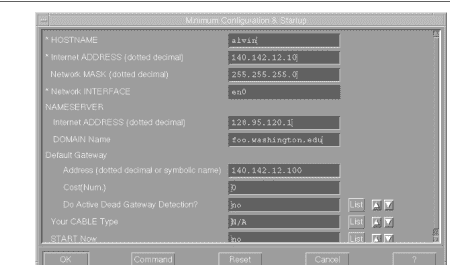 Minimum Configuration & Startup
* HOSTNAME alvin
* Internet ADDRESS (dotted decimal) 140.142.12.10
Network MASK (dotted decimal) 255.255.255.0
* Network INTERFACE en0
NAMESERVER
Internet ADDRESS (dotted decimal) 128.95.120.1
DOMAIN Name foo.washington.edu
Default Gateway
Address (dotted decimal or symbolic name) 140.142.12.100
Cost(Num.) 0
Do Active Dead Gateway Detection? no List
Your CABLE Type N/A List
START Now no List
OK Command Reset Cancel ?